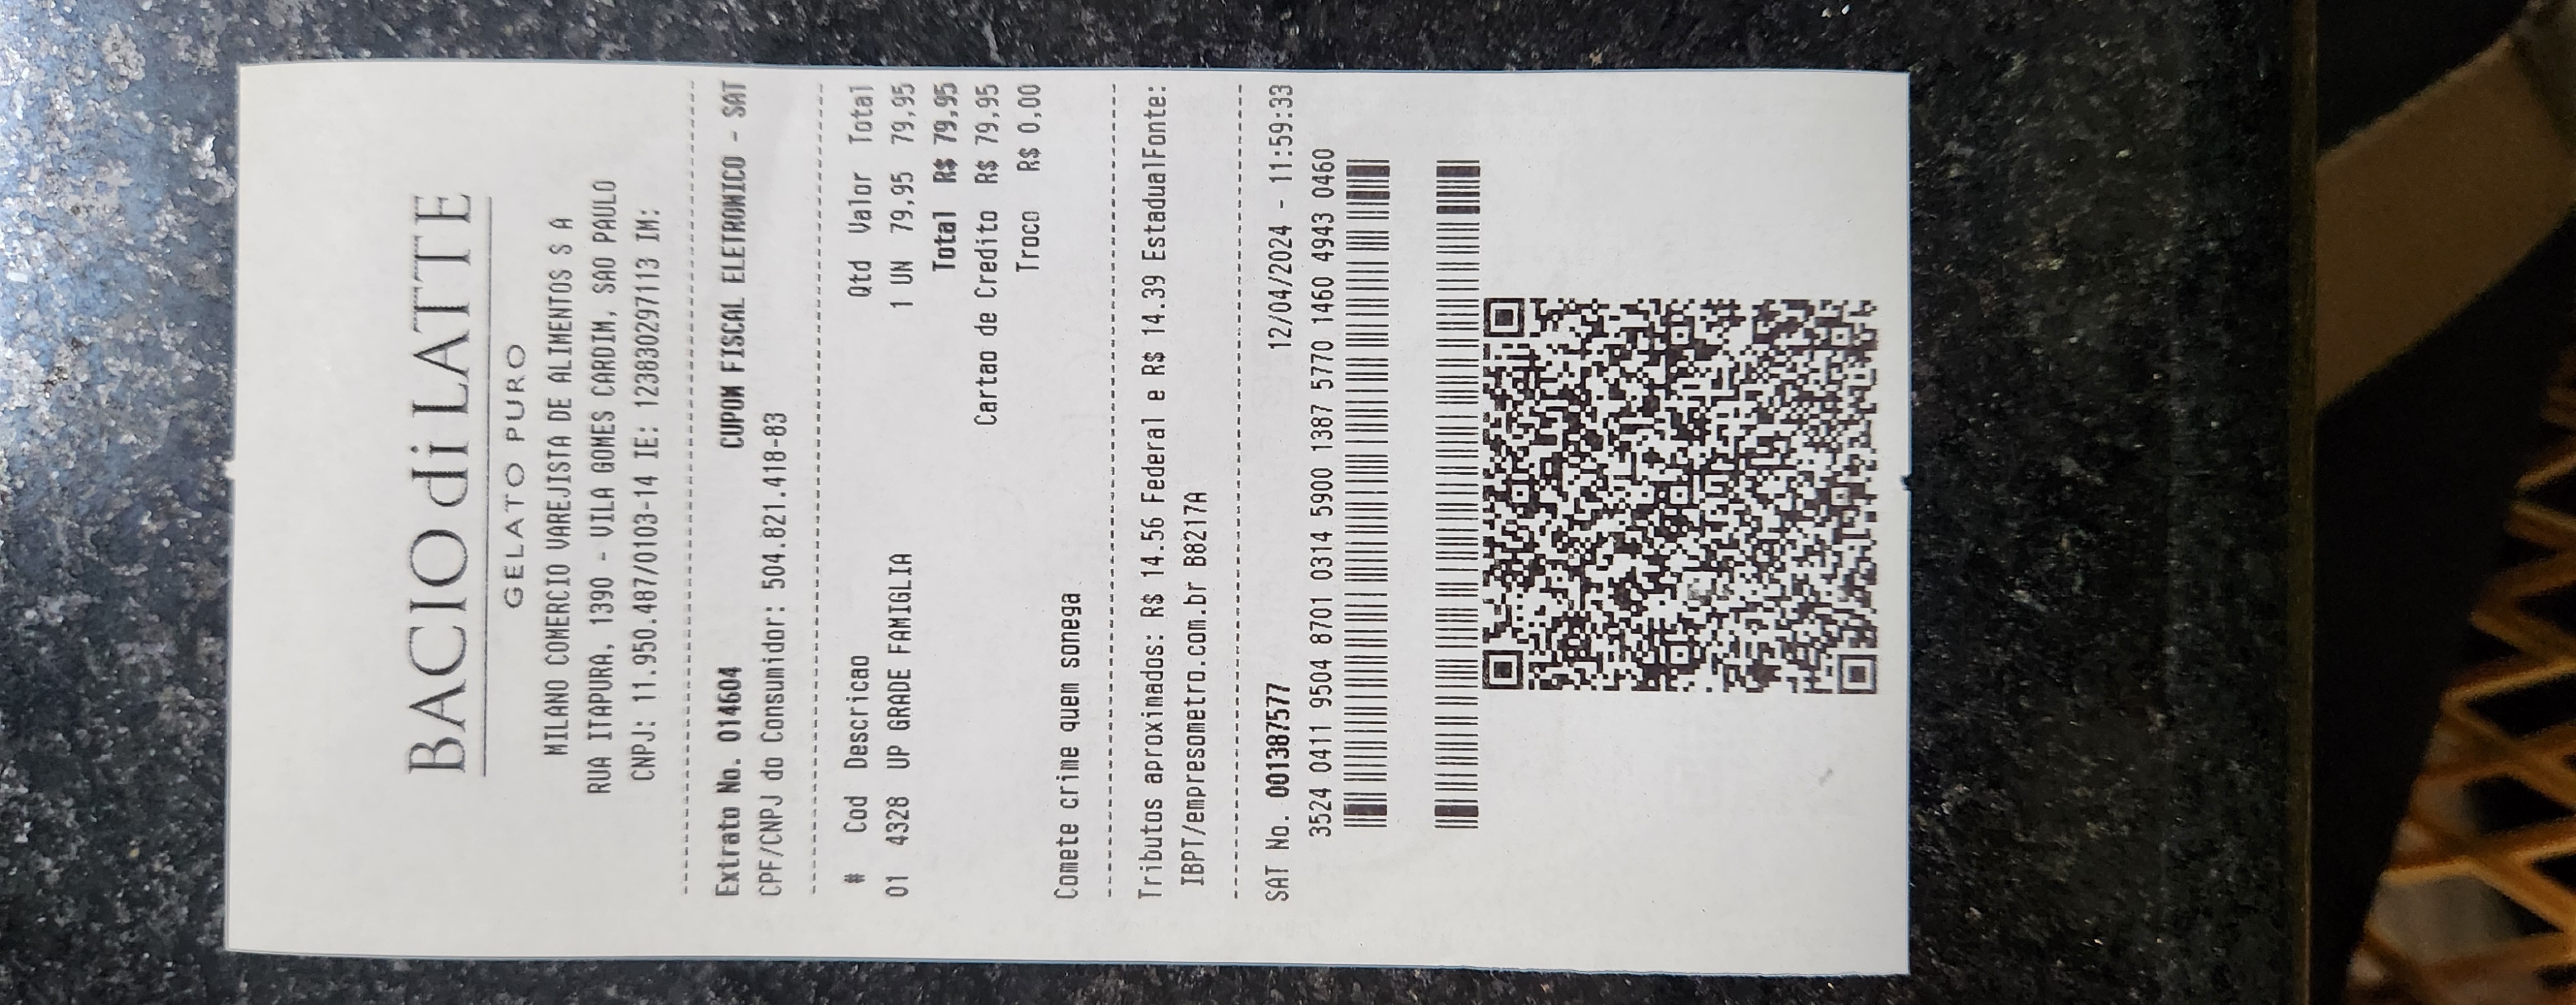 BACIO di LATTE
GELATO PURO
MILANO COMERCIO VAREJISTA DE ALIMENTOS S A
RUA ITAPURA, 1390 - VILA GOMES CARDIM, SAO PAULO
CNPJ: 11.950.487/0103-14 IE: 123830297113 IM:
Extrato No. 014604 CUPOM FISCAL ELETRONICO - SAT
CPF/CNPJ do Consumidor: 504.821.418-83
# Cod Descricao Qtd Valor Total
01 4328 UP GRADE FAMIGLIA 1 UN 79,95 79,95
Total R$ 79,95
Cartao de Credito R$ 79,95
Troco R$ 0,00
Comete crime quem sonega
Tributos aproximados: R$ 14.56 Federal e R$ 14.39 EstadualFonte:
IBPT/empresometro.com.br B8217A
SAT No. 001387577 12/04/2024 - 11:59:33
3524 0411 9504 8701 0314 5900 1387 5770 1460 4943 0460